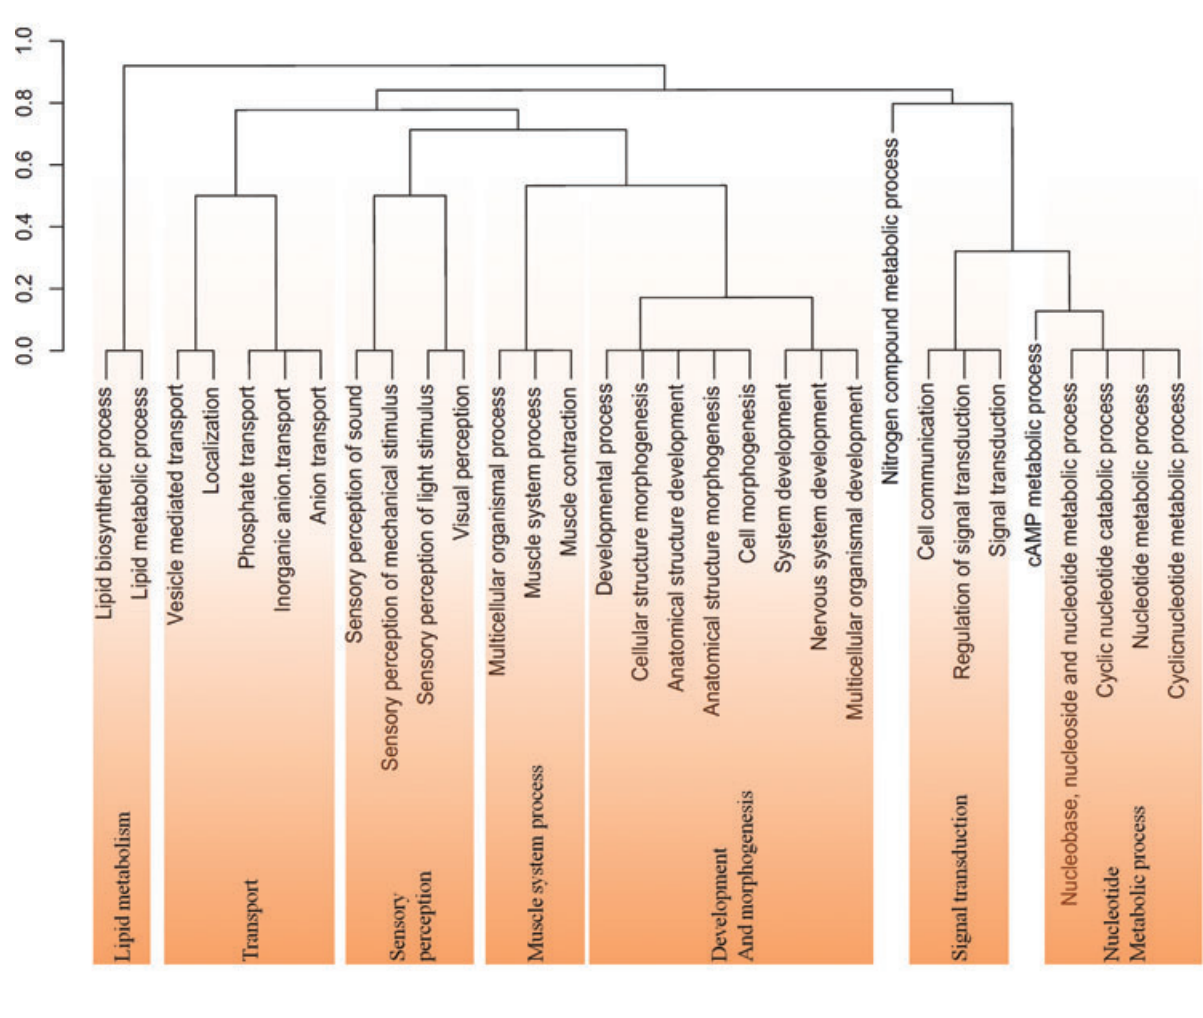 1.0
0.8
0.6
0.4
0.2
0.0
Lipid biosynthetic process
Lipid metabolic process
Vesicle mediated transport
Localization
Phosphate transport
Inorganic anion.transport
Anion transport
Sensory perception of sound
Sensory perception of mechanical stimulus
Sensory perception of light stimulus
Visual perception
Multicellular organismal process
Muscle system process
Muscle contraction
Developmental process
Cellular structure morphogenesis
Anatomical structure development
Anatomical structure morphogenesis
Cell morphogenesis
System development
Nervous system development
Multicellular organismal development
Nitrogen compound metabolic process
Cell communication
Regulation of signal transduction
Signal transduction
cAMP metabolic process
Nucleobase, nucleoside and nucleotide metabolic process
Cyclic nucleotide catabolic process
Nucleotide metabolic process
Cyclicnucleotide metabolic process
Lipid metabolism
Transport
Sensory
perception
Muscle system process
Development
And morphogenesis
Signal transduction
Nucleotide
Metabolic process